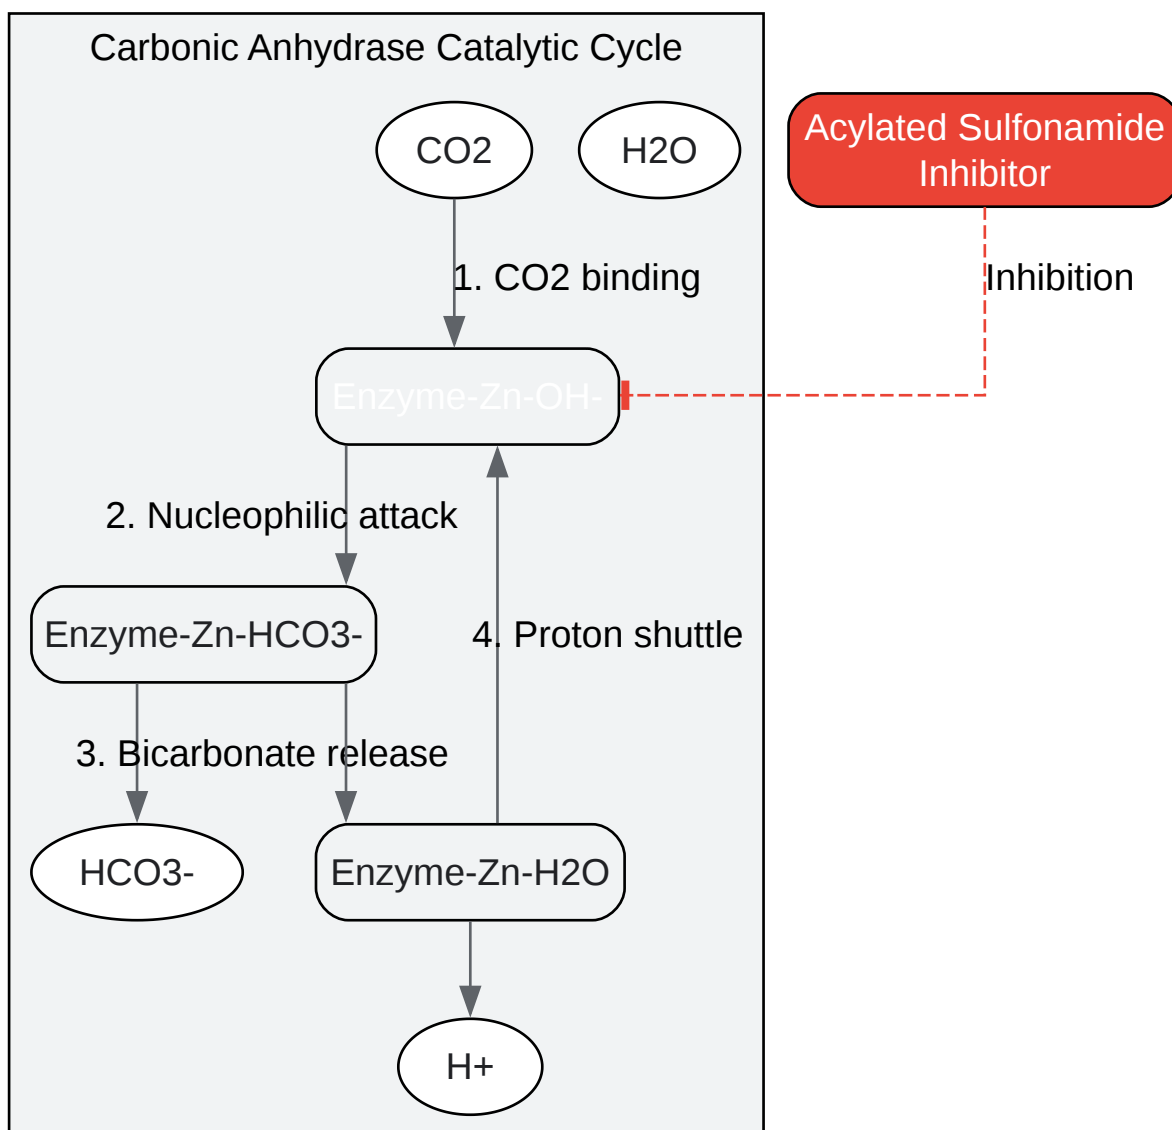 Carbonic Anhydrase Catalytic Cycle
CO2
H2O
Acylated Sulfonamide
Inhibitor
1. CO2 binding
Inhibition
Enzyme-Zn-OH-
2. Nucleophilic attack
Enzyme-Zn-HCO3-
4. Proton shuttle
3. Bicarbonate release
HCO3-
Enzyme-Zn-H2O
H+